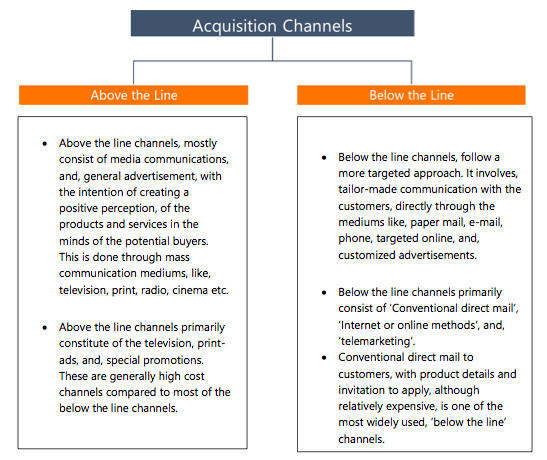 Acquisition Channels
Above the Line
• Above the line channels, mostly
consist of media communications,
and, general advertisement, with
the intention of creating a
positive perception, of the
products and services in the
minds of the potential buyers.
This is done through mass
communication mediums, like,
television, print, radio, cinema etc.
• Above the line channels primarily
constitute of the television, print-
ads, and, special promotions.
These are generally high cost
channels compared to most of the
below the line channels.
Below the Line
• Below the line channels, follow a
more targeted approach. It involves,
tailor-made communication with the
customers, directly through the
mediums like, paper mail, e-mail,
phone, targeted online, and,
customized advertisements.
• Below the line channels primarily
consist of ‘Conventional direct mail’,
‘Internet or online methods’, and,
‘telemarketing’.
• Conventional direct mail to
customers, with product details and
invitation to apply, although
relatively expensive, is one of the
most widely used, ‘below the line’
channels.